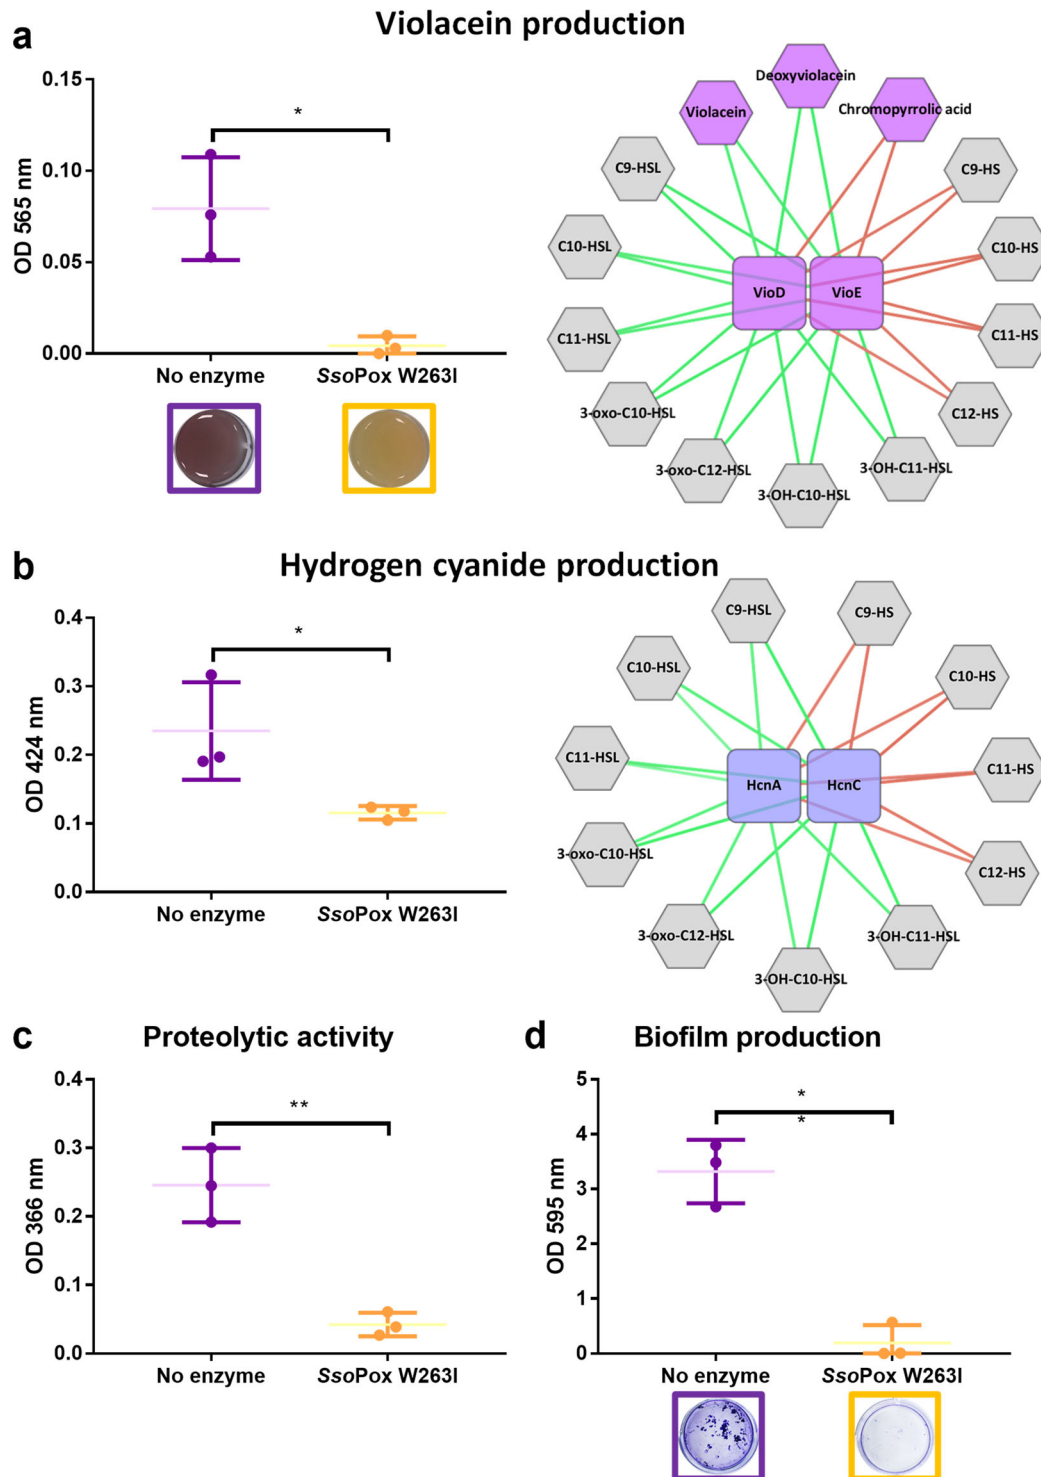 a
Violacein production
0.15
0.10
0.05
0.00
OD 565 nm
*
No enzyme
SsoPox W263I
Deoxyviolacein
Violacein
Chromopyrrolic acid
C9-HSL
C9-HS
C10-HSL
C10-HS
VioD
VioE
C11-HSL
C11-HS
3-oxo-C10-HSL
C12-HS
3-oxo-C12-HSL
3-OH-C11-HSL
3-OH-C10-HSL
b
Hydrogen cyanide production
0.4
0.3
0.2
0.1
0.0
OD 424 nm
*
No enzyme
SsoPox W263I
C9-HSL
C9-HS
C10-HSL
C10-HS
C11-HSL
C11-HS
HcnA
HcnC
3-oxo-C10-HSL
C12-HS
3-oxo-C12-HSL
3-OH-C11-HSL
3-OH-C10-HSL
c
Proteolytic activity
0.4
0.3
0.2
0.1
0.0
OD 366 nm
**
No enzyme
SsoPox W263I
d
Biofilm production
5
4
3
2
1
0
OD 595 nm
*
*
No enzyme
SsoPox W263I